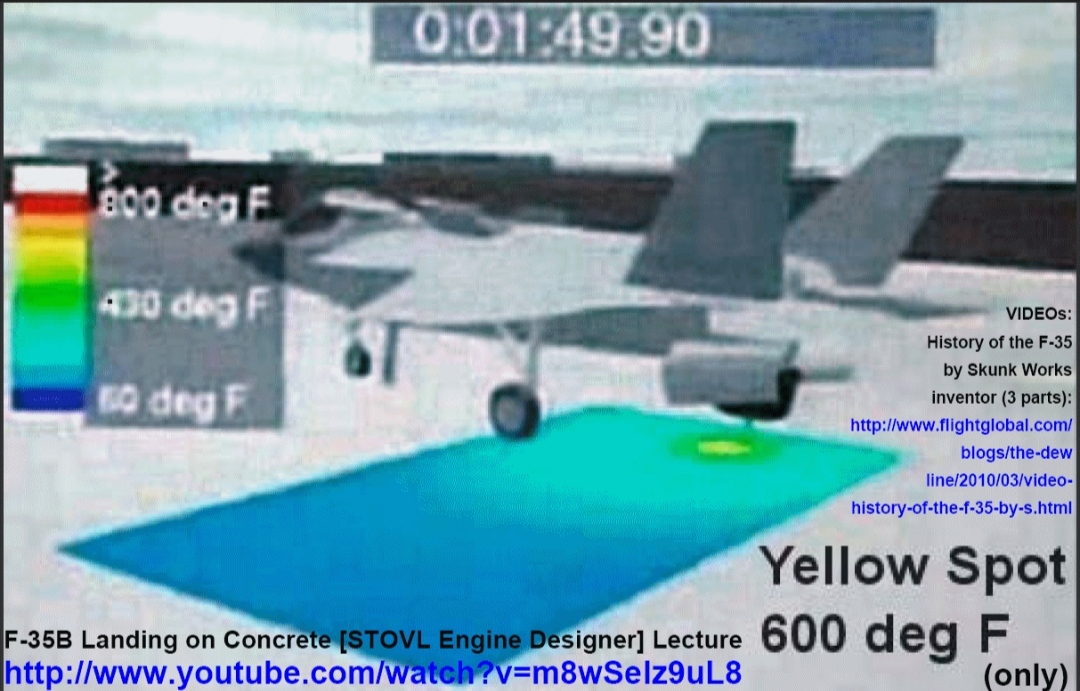 0:01:49.90
>
800 deg F
430 deg F
60 deg F
VIDEOs:
History of the F-35
by Skunk Works
inventor (3 parts):
http://www.flightglobal.com/
blogs/the-dew
line/2010/03/video-
history-of-the-f-35-by-s.html
Yellow Spot
600 deg F
(only)
F-35B Landing on Concrete [STOVL Engine Designer] Lecture
http://www.youtube.com/watch?v=m8wSeIz9uL8